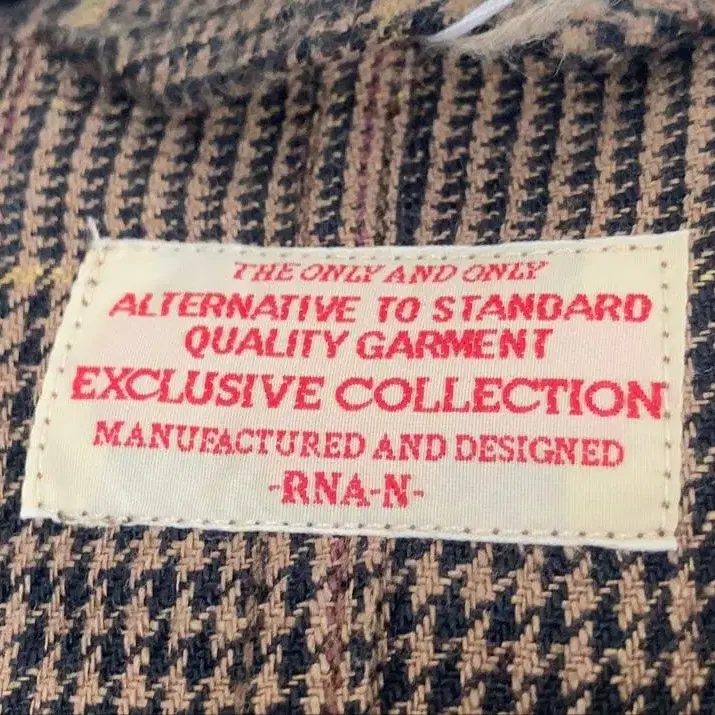 THE ONLY AND ONLY
ALTERNATIVE TO STANDARD
QUALITY GARMENT
EXCLUSIVE COLLECTION
MANUFACTURED AND DESIGNED
-RNA-N-